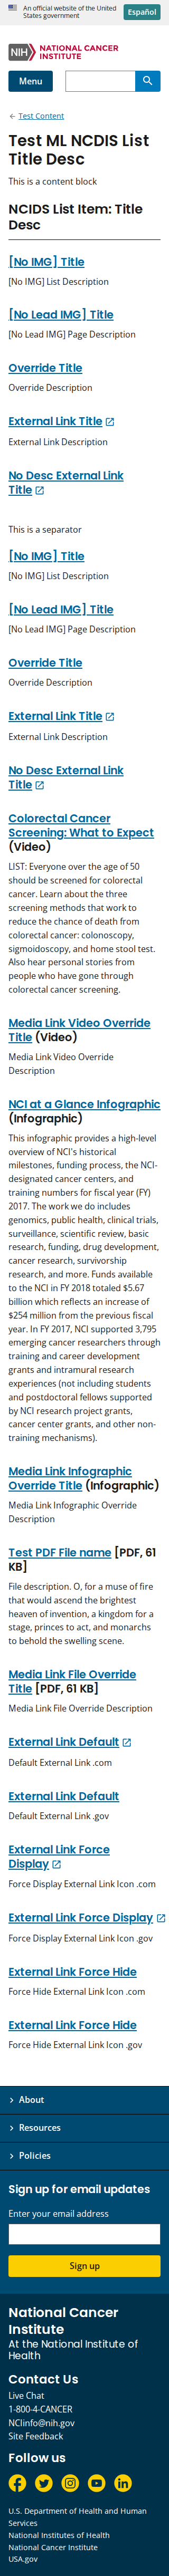 An official website of the United
States government
Español
NIH
NATIONAL CANCER
INSTITUTE
Menu
Test Content
Test ML NCDIS List
Title Desc
This is a content block
NCIDS List Item: Title
Desc
[No IMG] Title
[No IMG] List Description
[No Lead IMG] Title
[No Lead IMG] Page Description
Override Title
Override Description
External Link Title
External Link Description
No Desc External Link
Title
This is a separator
[No IMG] Title
[No IMG] List Description
[No Lead IMG] Title
[No Lead IMG] Page Description
Override Title
Override Description
External Link Title
External Link Description
No Desc External Link
Title
Colorectal Cancer
Screening: What to Expect
(Video)
LIST: Everyone over the age of 50
should be screened for colorectal
cancer. Learn about the three
screening methods that work to
reduce the chance of death from
colorectal cancer: colonoscopy,
sigmoidoscopy, and home stool test.
Also hear personal stories from
people who have gone through
colorectal cancer screening.
Media Link Video Override
Title (Video)
Media Link Video Override
Description
NCI at a Glance Infographic
(Infographic)
This infographic provides a high-level
overview of NCI's historical
milestones, funding process, the NCI-
designated cancer centers, and
training numbers for fiscal year (FY)
2017. The work we do includes
genomics, public health, clinical trials,
surveillance, scientific review, basic
research, funding, drug development,
cancer research, survivorship
research, and more. Funds available
to the NCI in FY 2018 totaled $5.67
billion which reflects an increase of
$254 million from the previous fiscal
year. In FY 2017, NCI supported 3,795
emerging cancer researchers through
training and career development
grants and intramural research
experiences (not including students
and postdoctoral fellows supported
by NCI research project grants,
cancer center grants, and other non-
training mechanisms).
Media Link Infographic
Override Title (Infographic)
Media Link Infographic Override
Description
Test PDF File name [PDF, 61
KB]
File description. O, for a muse of fire
that would ascend the brightest
heaven of invention, a kingdom for a
stage, princes to act, and monarchs
to behold the swelling scene.
Media Link File Override
Title [PDF, 61 KB]
Media Link File Override Description
External Link Default
Default External Link .com
External Link Default
Default External Link .gov
External Link Force
Display
Force Display External Link Icon .com
External Link Force Display
Force Display External Link Icon .gov
External Link Force Hide
Force Hide External Link Icon .com
External Link Force Hide
Force Hide External Link Icon .gov
About
Resources
Policies
Sign up for email updates
Enter your email address
Sign up
National Cancer
Institute
At the National Institute of
Health
Contact Us
Live Chat
1-800-4-CANCER
NCIinfo@nih.gov
Site Feedback
Follow us
U.S. Department of Health and Human
Services
National Institutes of Health
National Cancer Institute
USA.gov